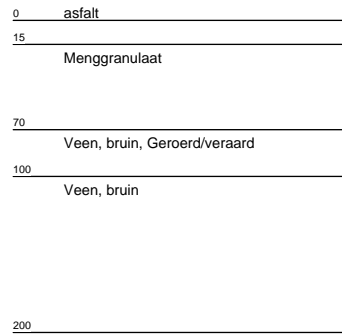 0 asfalt
15
Menggranulaat
70
Veen, bruin, Geroerd/veraard
100
Veen, bruin
200